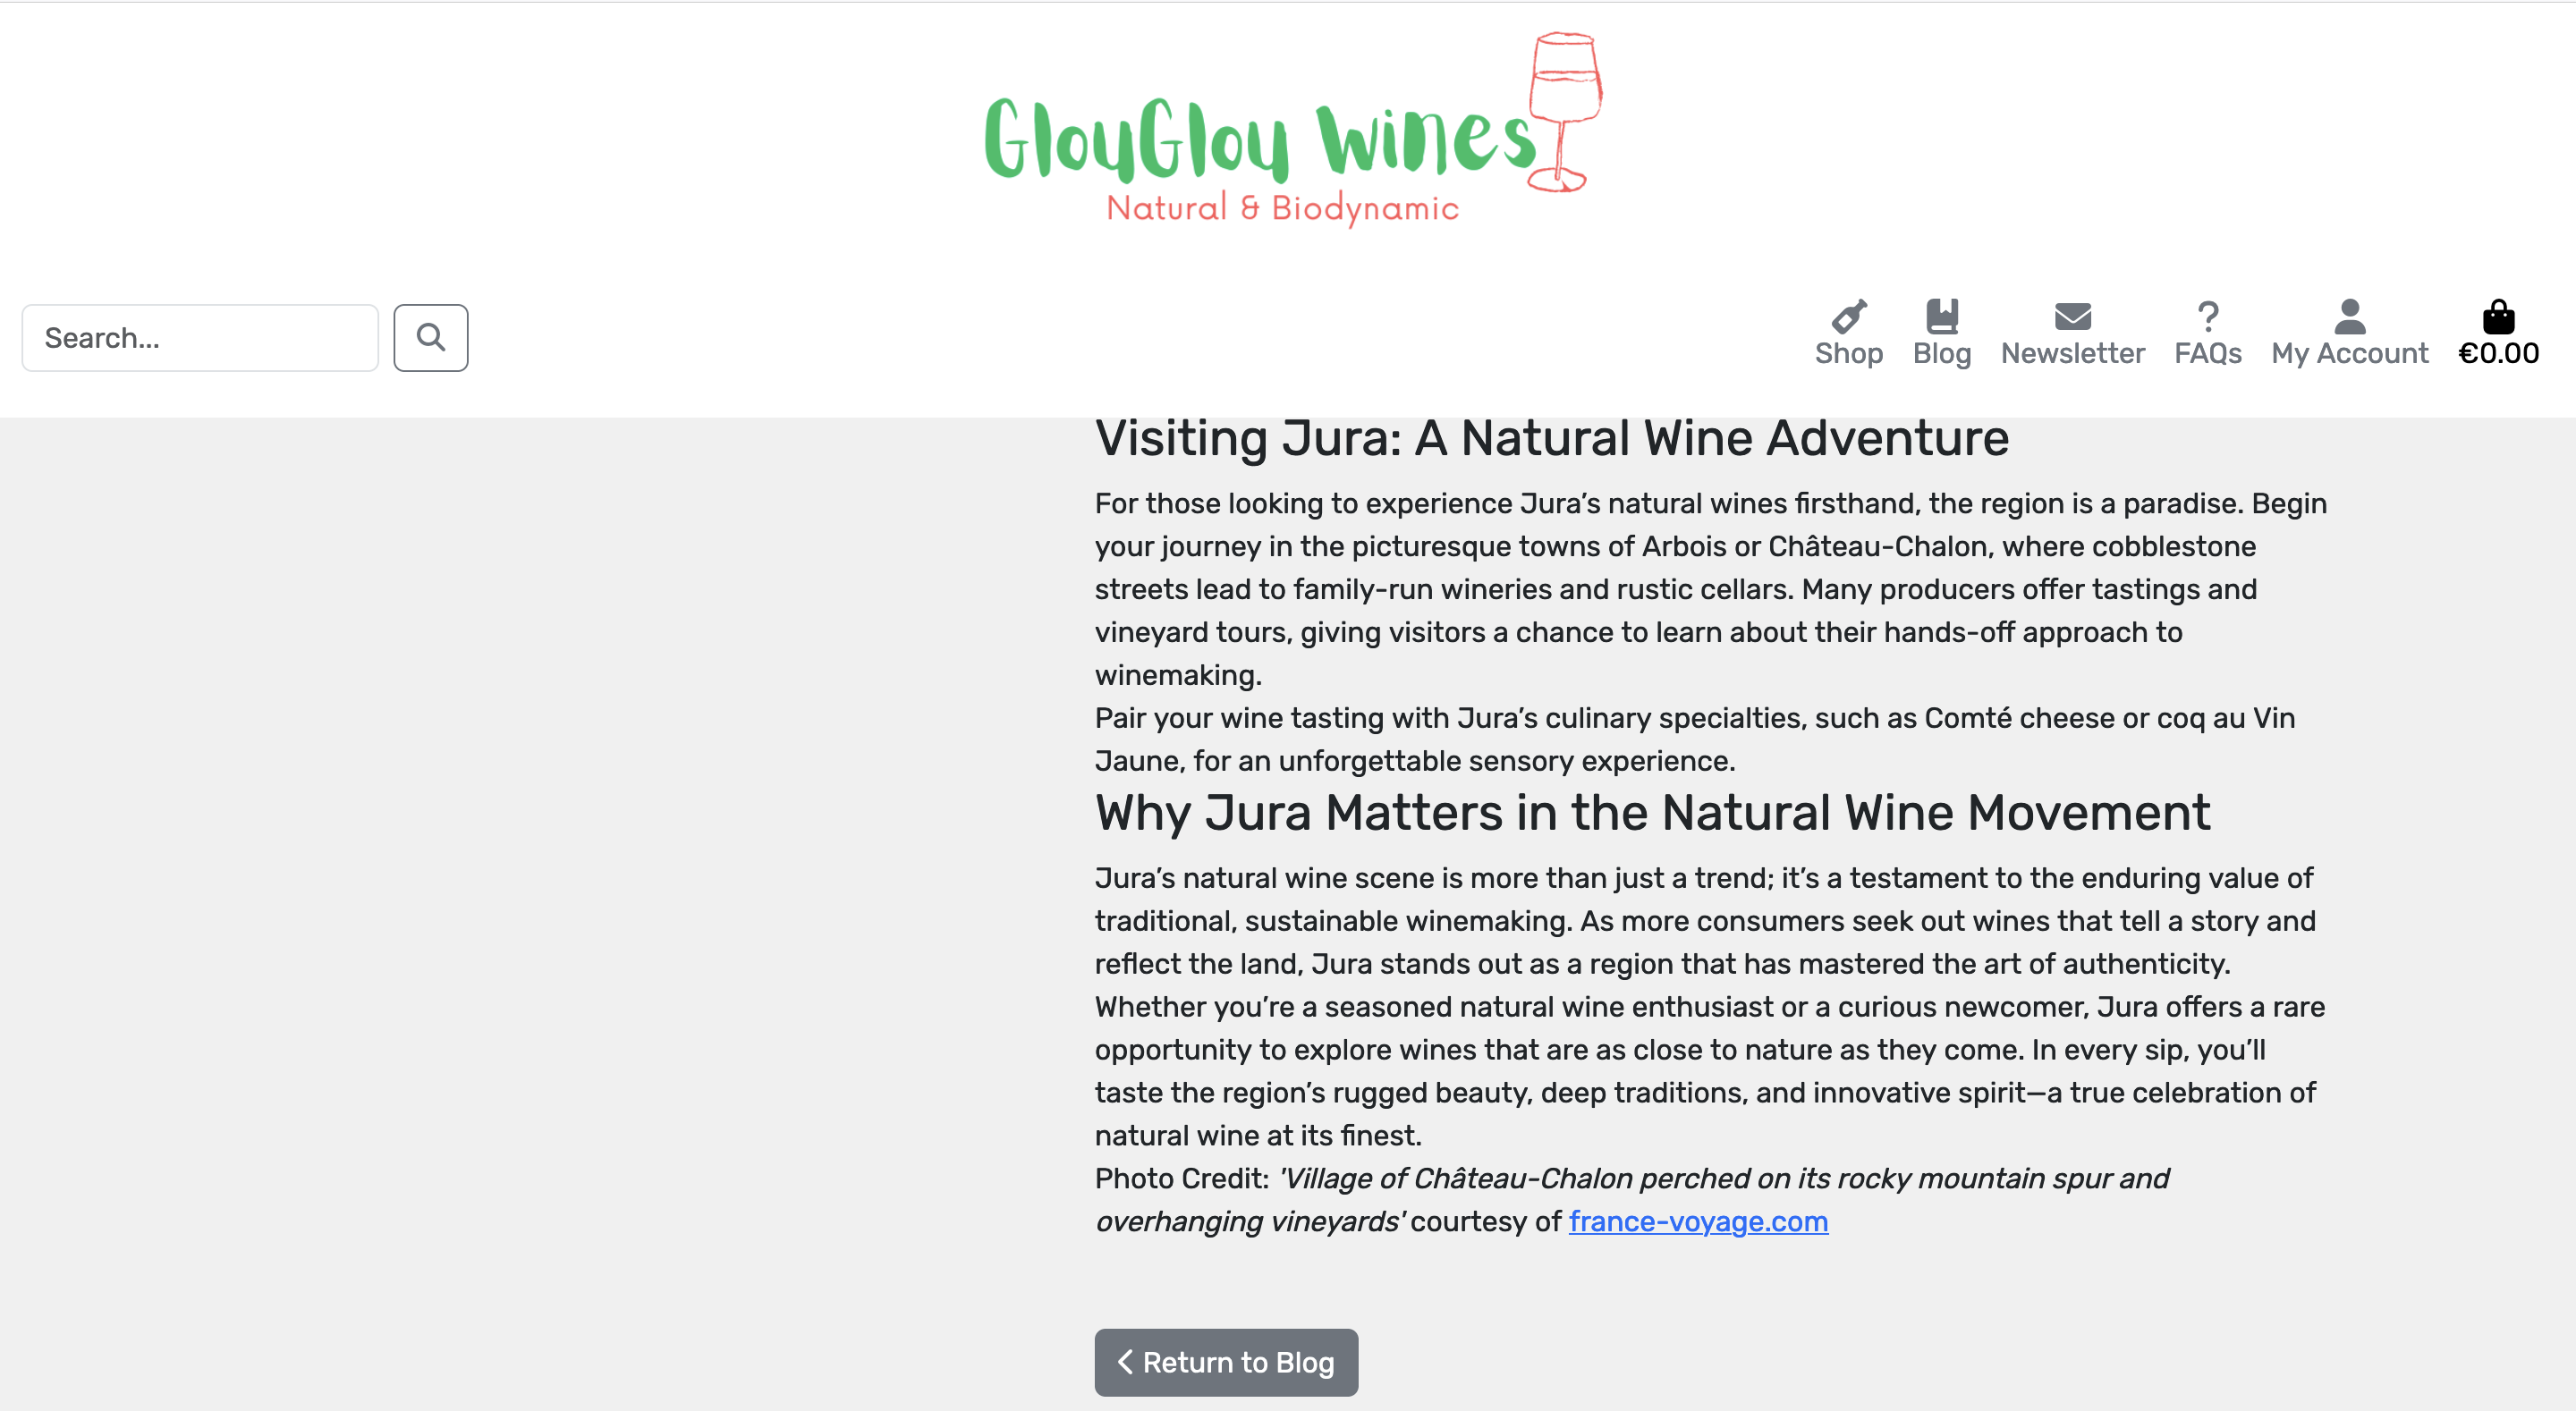 GlouGlou Wines
Natural & Biodynamic
Search...
Shop
Blog
Newsletter
FAQs
My Account
€0.00
Visiting Jura: A Natural Wine Adventure
For those looking to experience Jura’s natural wines firsthand, the region is a paradise. Begin
your journey in the picturesque towns of Arbois or Château-Chalon, where cobblestone
streets lead to family-run wineries and rustic cellars. Many producers offer tastings and
vineyard tours, giving visitors a chance to learn about their hands-off approach to
winemaking.
Pair your wine tasting with Jura’s culinary specialties, such as Comté cheese or coq au Vin
Jaune, for an unforgettable sensory experience.
Why Jura Matters in the Natural Wine Movement
Jura’s natural wine scene is more than just a trend; it’s a testament to the enduring value of
traditional, sustainable winemaking. As more consumers seek out wines that tell a story and
reflect the land, Jura stands out as a region that has mastered the art of authenticity.
Whether you’re a seasoned natural wine enthusiast or a curious newcomer, Jura offers a rare
opportunity to explore wines that are as close to nature as they come. In every sip, you’ll
taste the region’s rugged beauty, deep traditions, and innovative spirit—a true celebration of
natural wine at its finest.
Photo Credit: 'Village of Château-Chalon perched on its rocky mountain spur and
overhanging vineyards' courtesy of france-voyage.com
Return to Blog